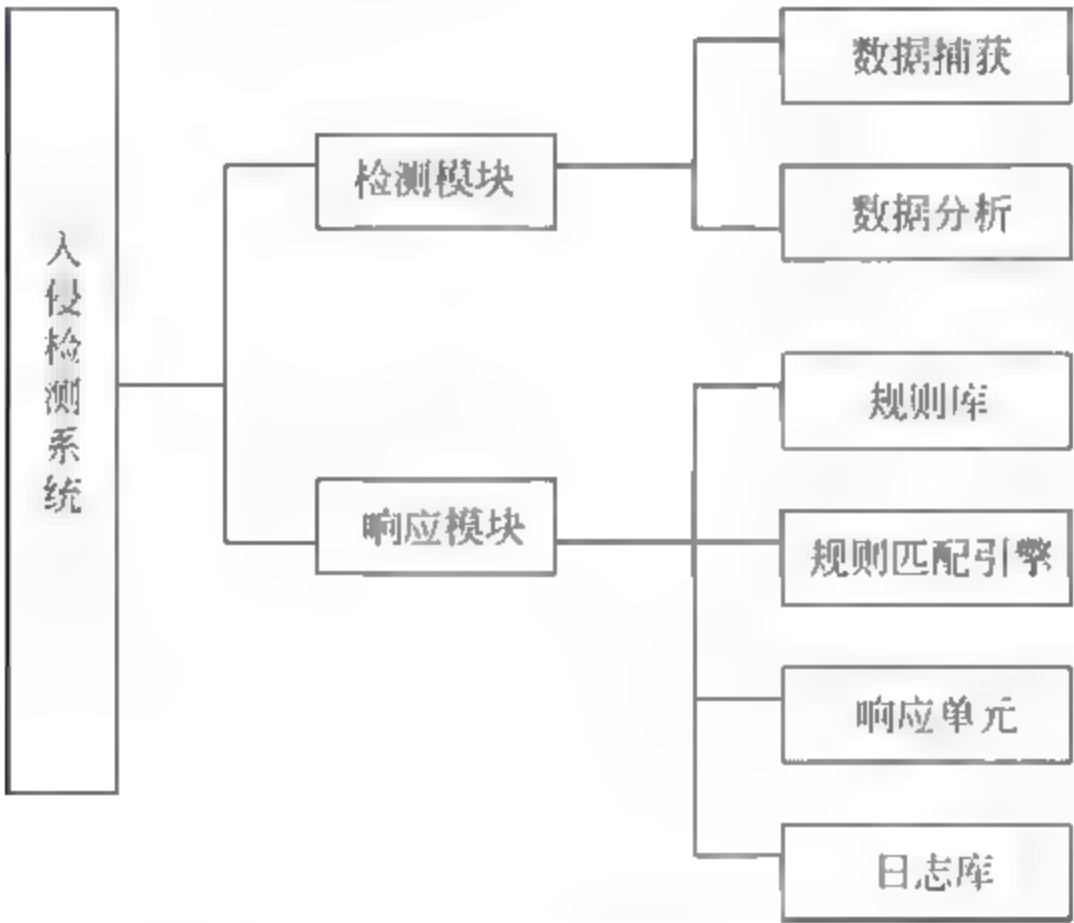 入侵检测系统
检测模块
数据捕获
数据分析
响应模块
规则库
规则匹配引擎
响应单元
日志库